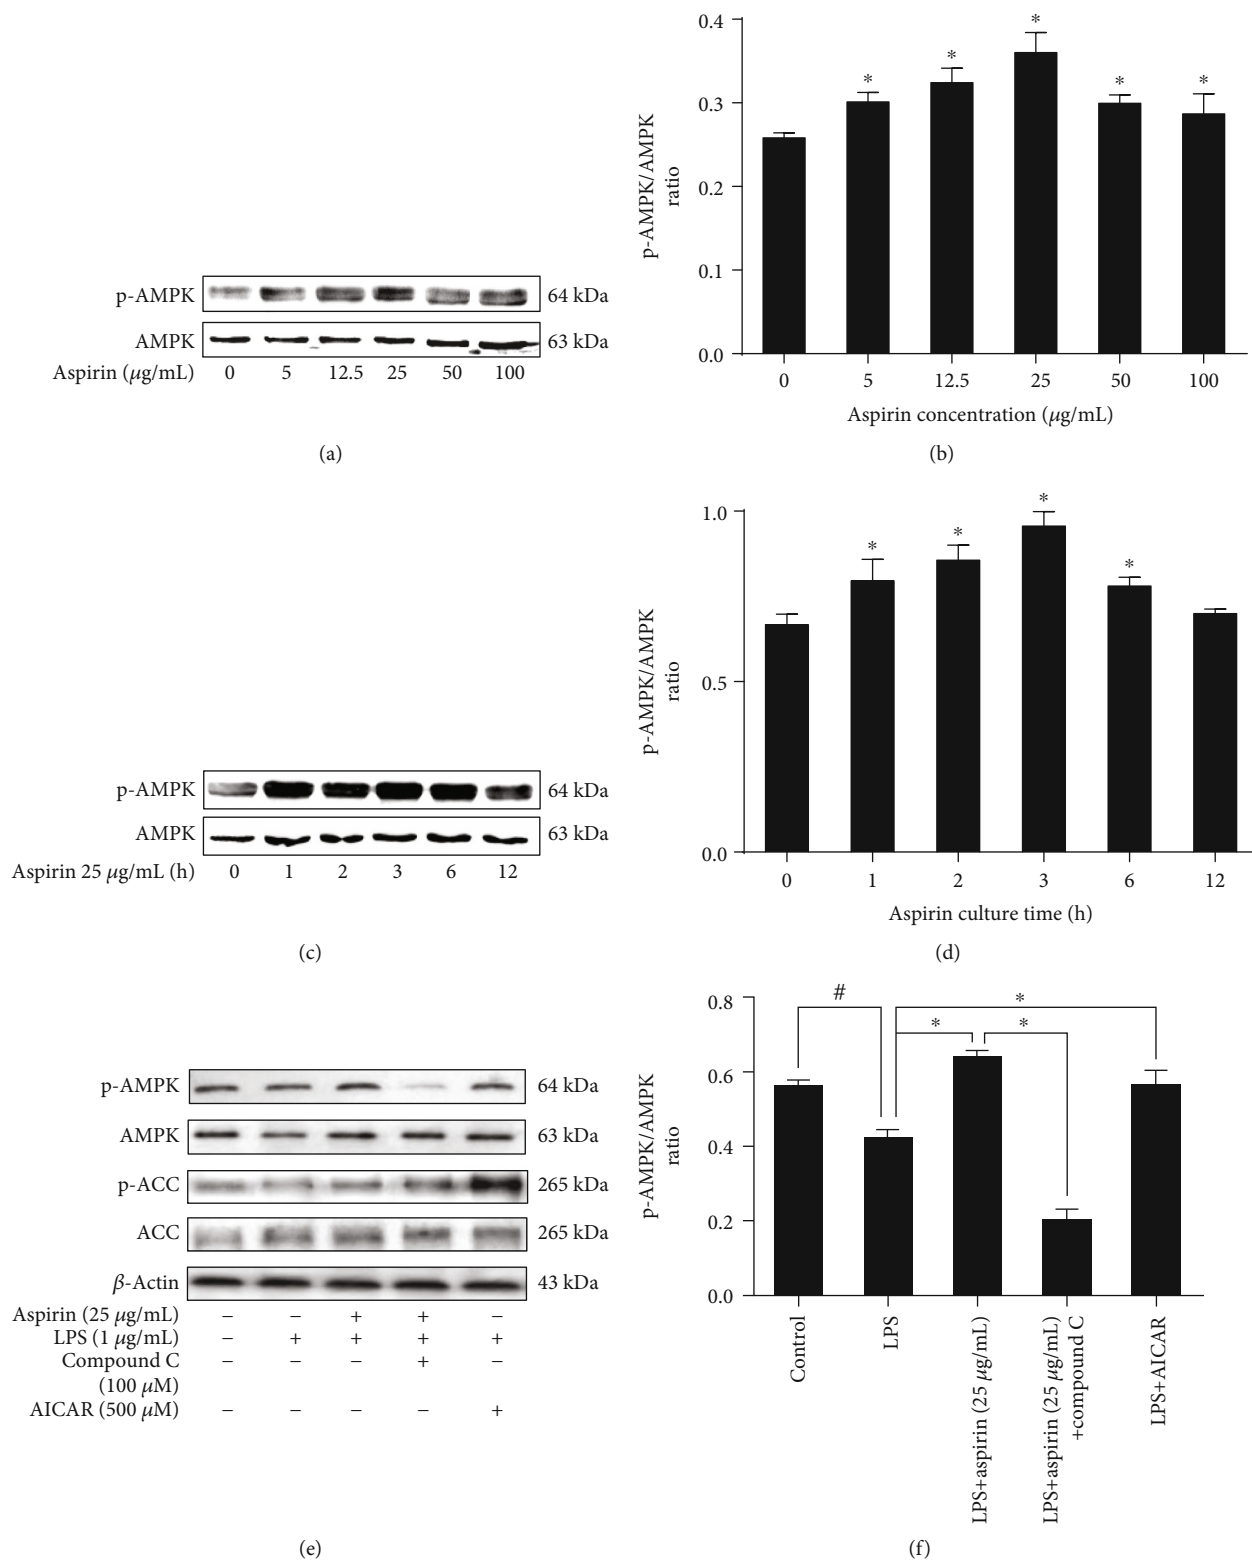 p-AMPK 64 kDa
AMPK 63 kDa
Aspirin (μg/mL) 0 5 12.5 25 50 100
(a)
0.4
0.3
0.2
0.1
0.0
p-AMPK/AMPK
ratio
* * * * *
0 5 12.5 25 50 100
Aspirin concentration (μg/mL)
(b)
p-AMPK 64 kDa
AMPK 63 kDa
Aspirin 25 μg/mL (h) 0 1 2 3 6 12
(c)
1.0
0.5
0.0
p-AMPK/AMPK
ratio
* * * *
0 1 2 3 6 12
Aspirin culture time (h)
(d)
p-AMPK 64 kDa
AMPK 63 kDa
p-ACC 265 kDa
ACC 265 kDa
β-Actin 43 kDa
Aspirin (25 μg/mL) − − + + −
LPS (1 μg/mL) − + + + +
Compound C − − − + −
(100 μM)
AICAR (500 μM) − − − − +
(e)
0.8
0.6
0.4
0.2
0.0
p-AMPK/AMPK
ratio
# *
* *
Control
LPS
LPS+aspirin (25 μg/mL)
LPS+aspirin (25 μg/mL)
+compound C
LPS+AICAR
(f)